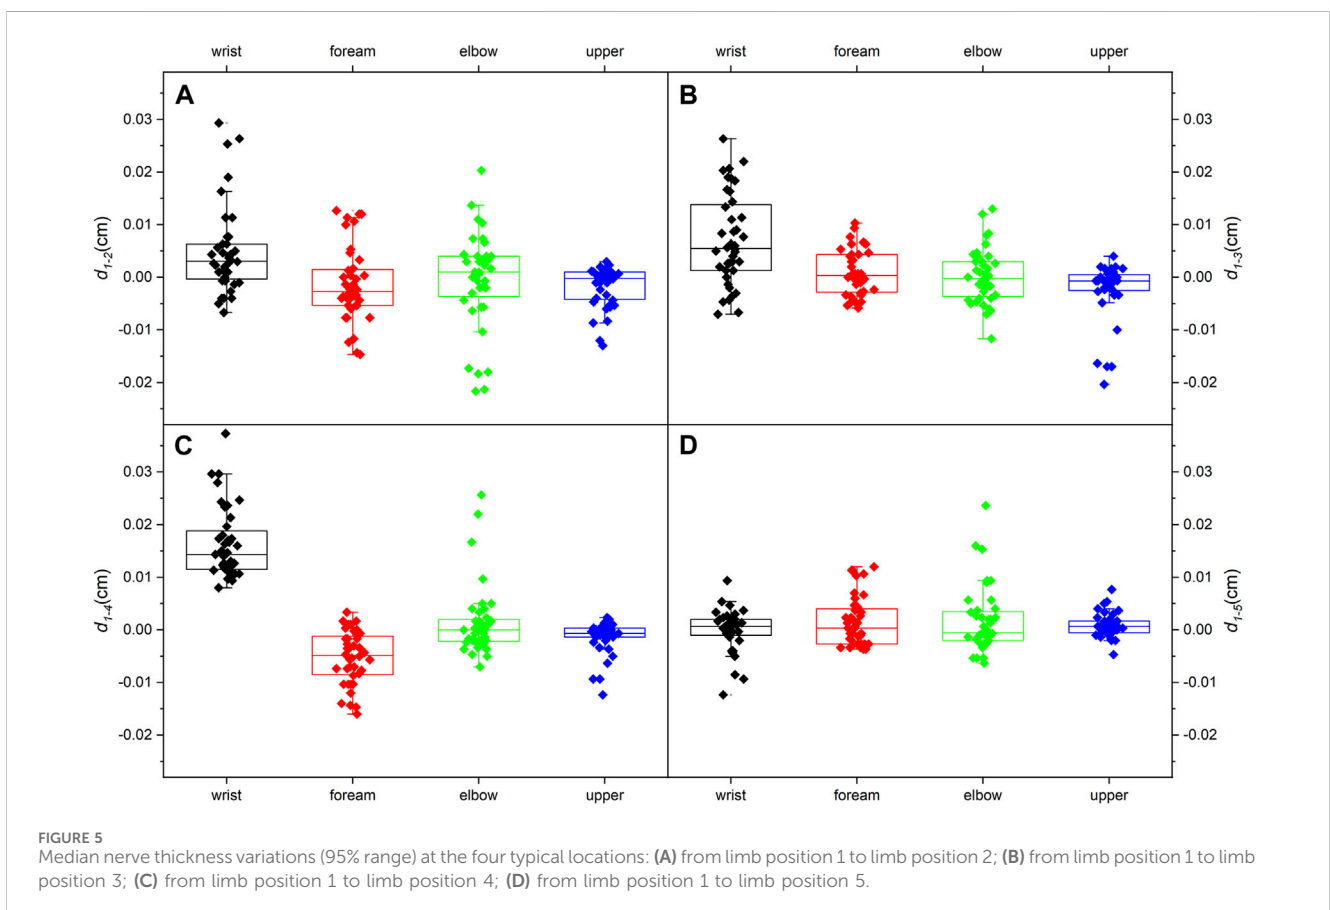 wrist foream elbow upper wrist foream elbow upper
A B
0.03 0.03
0.02 0.02
0.01 0.01
d1-2(cm) 0.00 0.00 d1-3(cm)
-0.01 -0.01
-0.02 -0.02
C D
0.03 0.03
0.02 0.02
0.01 0.01
d1-4(cm) 0.00 0.00 d1-5(cm)
-0.01 -0.01
-0.02 -0.02
wrist foream elbow upper wrist foream elbow upper
FIGURE 5
Median nerve thickness variations (95% range) at the four typical locations: (A) from limb position 1 to limb position 2; (B) from limb position 1 to limb
position 3; (C) from limb position 1 to limb position 4; (D) from limb position 1 to limb position 5.